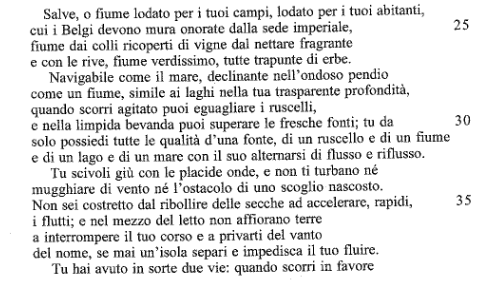 Salve, o fiume lodato per i tuoi campi, lodato per i tuoi abitanti,
cui i Belgi devono mura onorate dalla sede imperiale, 25
fiume dai colli ricoperti di vigne dal nettare fragrante
e con le rive, fiume verdissimo, tutte trapunte di erbe.
Navigabile come il mare, declinante nell'ondoso pendio
come un fiume, simile ai laghi nella tua trasparente profondità,
quando scorri agitato puoi eguagliare i ruscelli,
e nella limpida bevanda puoi superare le fresche fonti; tu da 30
solo possiedi tutte le qualità d'una fonte, di un ruscello e di un fiume
e di un lago e di un mare con il suo alternarsi di flusso e riflusso.
Tu scivoli giù con le placide onde, e non ti turbano né
mugghiare di vento né l'ostacolo di uno scoglio nascosto.
Non sei costretto dal ribollire delle secche ad accelerare, rapidi, 35
i flutti; e nel mezzo del letto non affiorano terre
a interrompere il tuo corso e a privarti del vanto
del nome, se mai un'isola separi e impedisca il tuo fluire.
Tu hai avuto in sorte due vie: quando scorri in favore